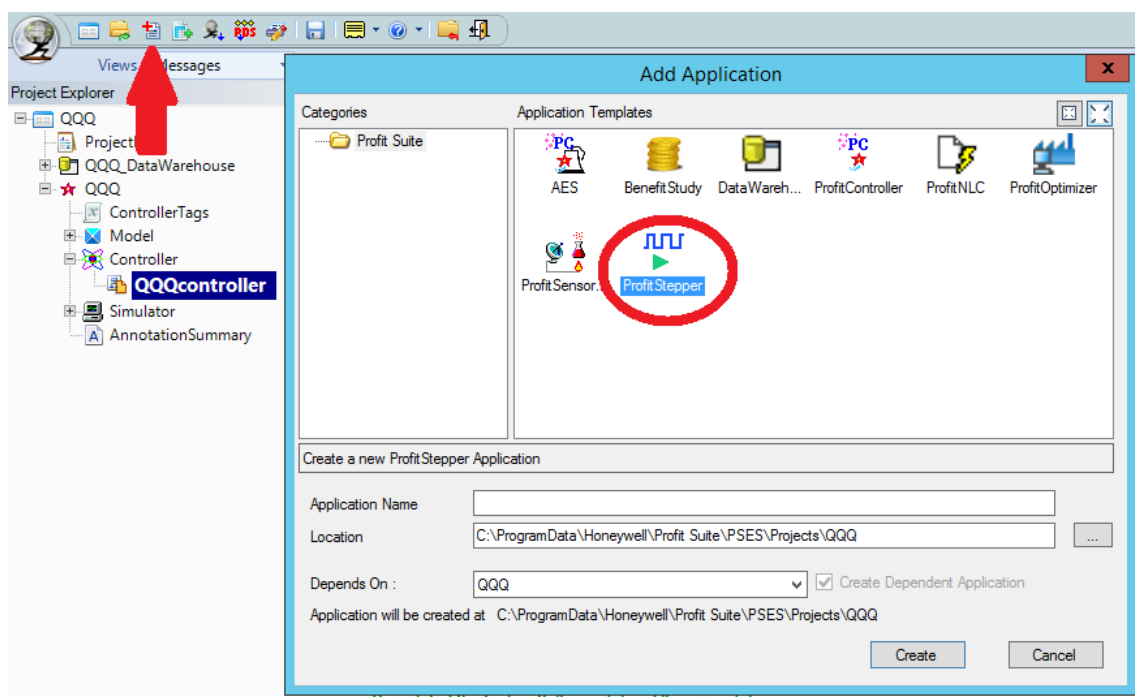 Views Messages
Project Explorer
QQQ
QQQ_DataWarehouse
QQQ
ControllerTags
Model
Controller
QQQcontroller
Simulator
AnnotationSummary
Add Application
X
Categories
Application Templates
Profit Suite
PC
AES
BenefitStudy
DataWareh...
PC
ProfitController
ProfitNLC
ProfitOptimizer
ProfitSensor...
ProfitStepper
Create a new ProfitStepper Application
Application Name
Location
C:\ProgramData\Honeywell\Profit Suite\PSES\Projects\QQQ
...
Depends On :
QQQ
Create Dependent Application
Application will be created at C:\ProgramData\Honeywell\Profit Suite\PSES\Projects\QQQ
Create
Cancel